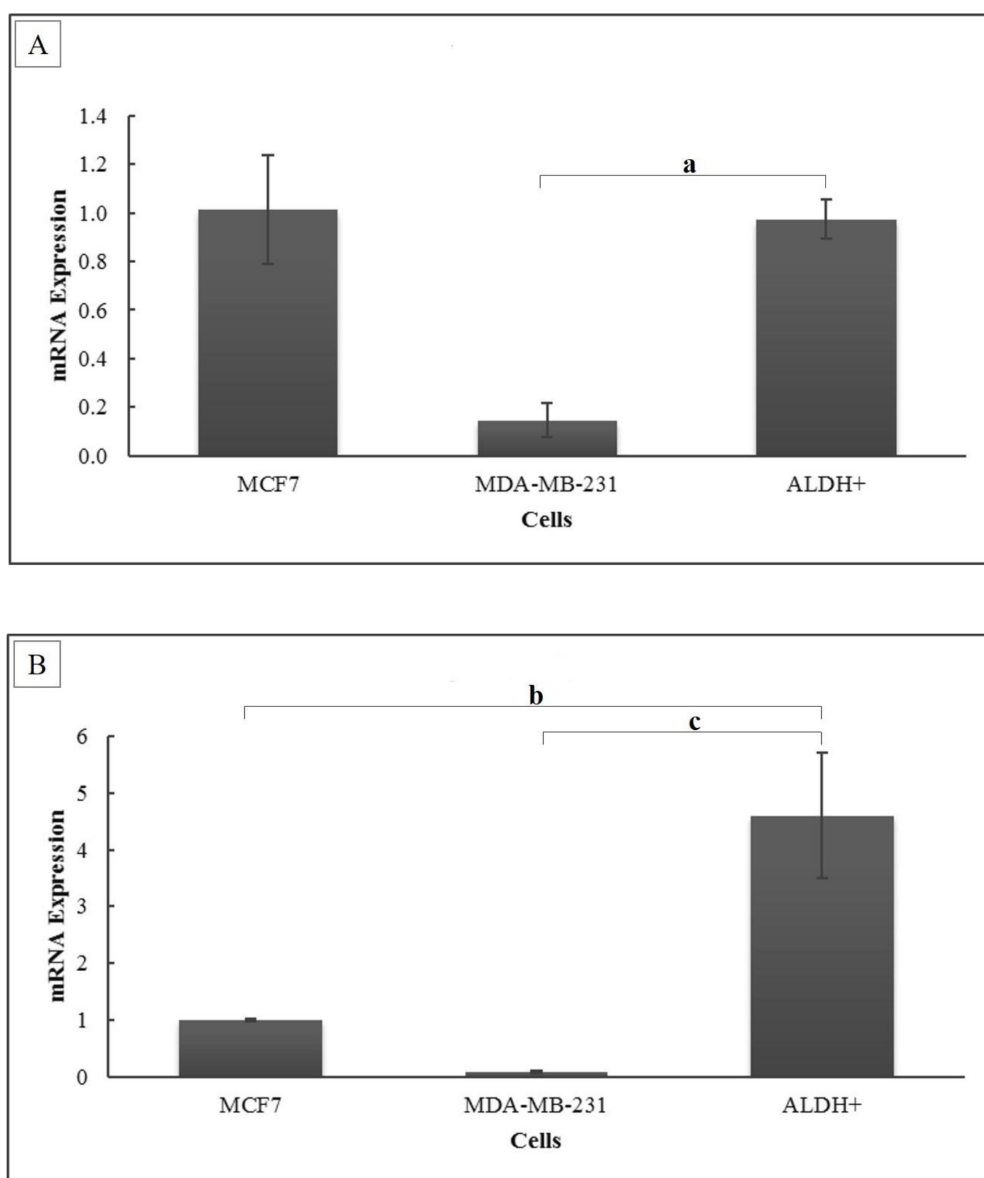 A
1.4
1.2
1.0
0.8
0.6
0.4
0.2
0.0
mRNA Expression
a
MCF7 MDA-MB-231 ALDH+
Cells
B
6
5
4
3
2
1
0
mRNA Expression
b
c
MCF7 MDA-MB-231 ALDH+
Cells